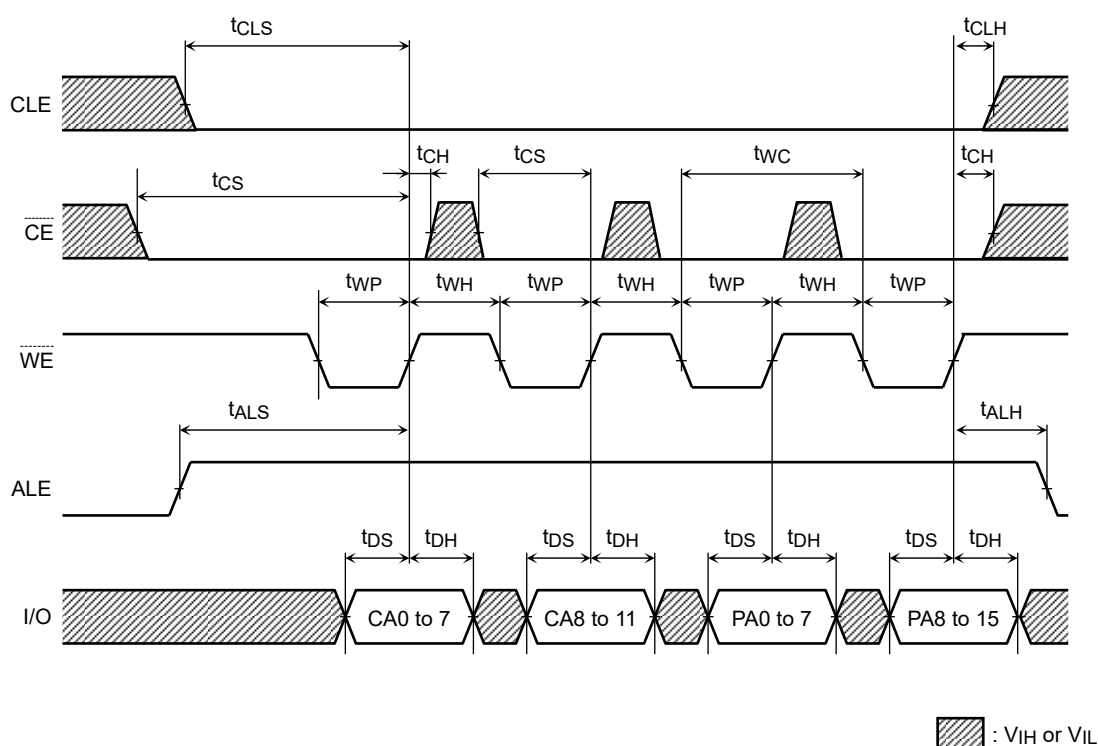 tCLS tCLH
CLE
tCH tCS tWC tCH
tCS
CE
tWP tWH tWP tWH tWP tWH tWP
WE
tALS tALH
ALE
tDS tDH tDS tDH tDS tDH tDS tDH
I/O CA0 to 7 CA8 to 11 PA0 to 7 PA8 to 15
: VIH or VIL